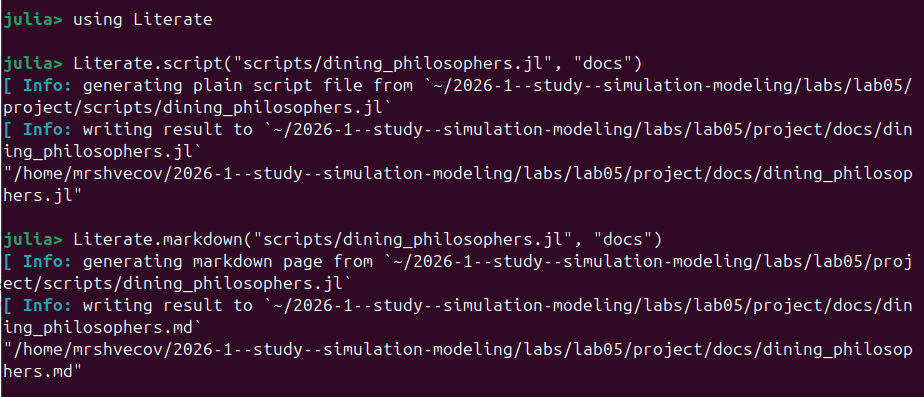 julia> using Literate
julia> Literate.script("scripts/dining_philosophers.jl", "docs")
[ Info: generating plain script file from `~/2026-1--study--simulation-modeling/labs/lab05/
project/scripts/dining_philosophers.jl`
[ Info: writing result to `~/2026-1--study--simulation-modeling/labs/lab05/project/docs/din
ing_philosophers.jl`
"/home/mrshvecov/2026-1--study--simulation-modeling/labs/lab05/project/docs/dining_philosop
hers.jl"
julia> Literate.markdown("scripts/dining_philosophers.jl", "docs")
[ Info: generating markdown page from `~/2026-1--study--simulation-modeling/labs/lab05/proj
ect/scripts/dining_philosophers.jl`
[ Info: writing result to `~/2026-1--study--simulation-modeling/labs/lab05/project/docs/din
ing_philosophers.md`
"/home/mrshvecov/2026-1--study--simulation-modeling/labs/lab05/project/docs/dining_philosop
hers.md"